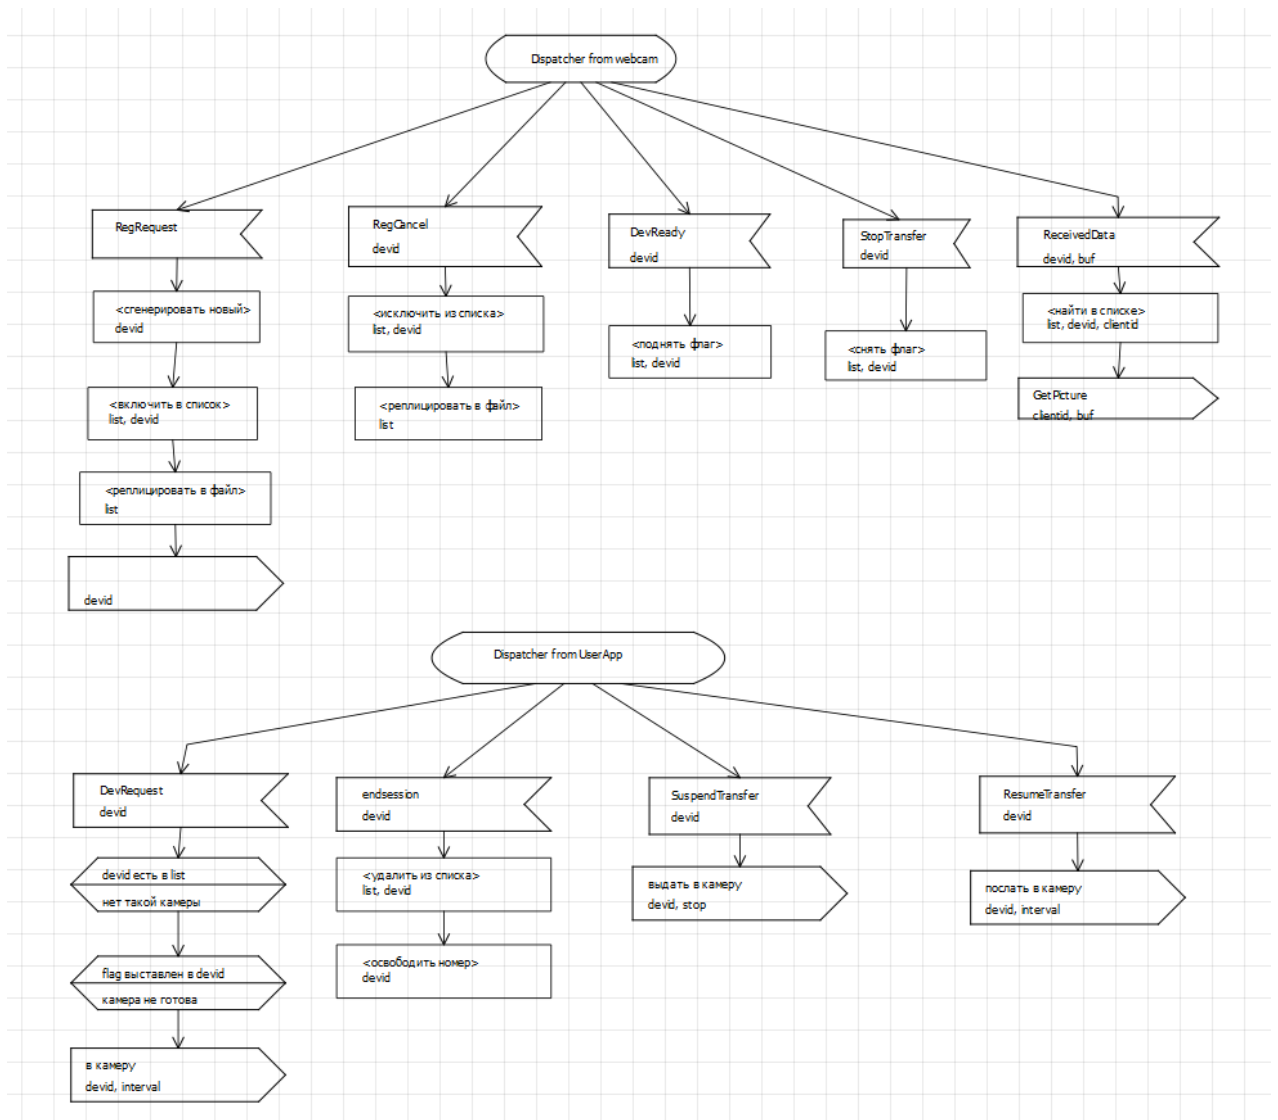 Dispatcher from webcam
RegRequest
<сгенерировать новый>
devid
<включить в список>
list, devid
<реплицировать в файл>
list
devid
RegCancel
devid
<исключить из списка>
list, devid
<реплицировать в файл>
list
DevReady
devid
<поднять флаг>
list, devid
StopTransfer
devid
<снять флаг>
list, devid
ReceivedData
devid, buf
<найти в списке>
list, devid, clientid
GetPicture
clientid, buf
Dispatcher from UserApp
DevRequest
devid
devid есть в list
нет такой камеры
flag выставлен в devid
камера не готова
в камеру
devid, interval
endsession
devid
<удалить из списка>
list, devid
<освободить номер>
devid
SuspendTransfer
devid
выдать в камеру
devid, stop
ResumeTransfer
devid
послать в камеру
devid, interval